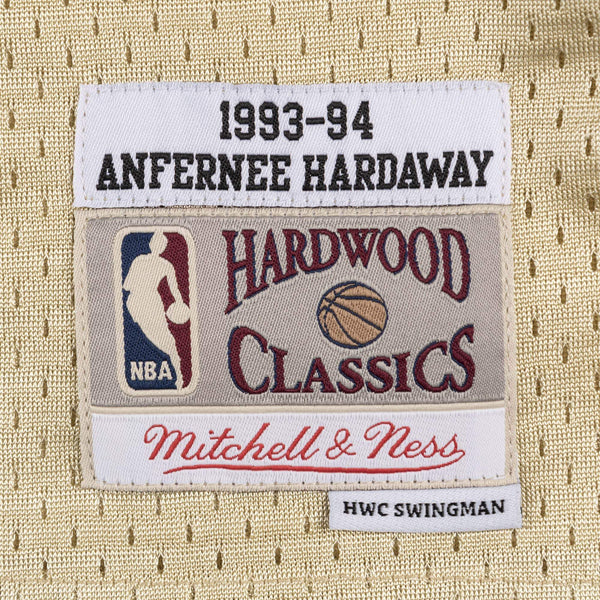 1993-94
ANFERNEE HARDAWAY
HARDWOOD
NBA
CLASSICS
Mitchell & Ness
HWC SWINGMAN